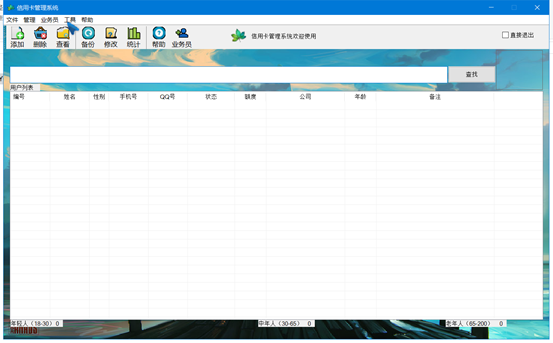 信用卡管理系统
文件 管理 业务员 工具 帮助
添加 删除 查看 备份 修改 统计 帮助 业务员 信用卡管理系统欢迎使用 直接退出
查找
用户列表
编号 姓名 性别 手机号 QQ号 状态 额度 公司 年龄 备注
年轻人（18-30） 0 中年人（30-65） 0 老年人（65-200） 0